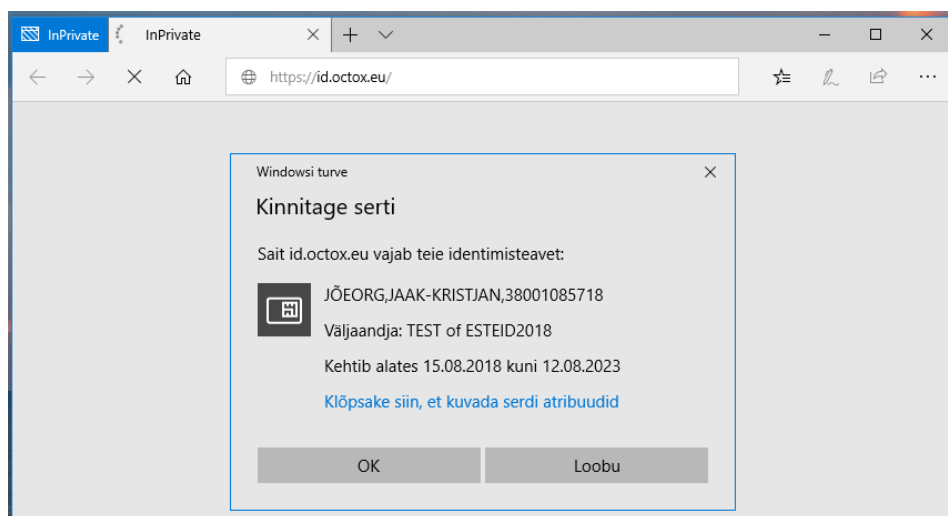 InPrivate InPrivate
https://id.octox.eu/
Windowsi turve
Kinnitage serti
Sait id.octox.eu vajab teie identimisteavet:
JÕEORG,JAAK-KRISTJAN,38001085718
Väljaandja: TEST of ESTEID2018
Kehtib alates 15.08.2018 kuni 12.08.2023
Klõpsake siin, et kuvada serdi atribuudid
OK Loobu